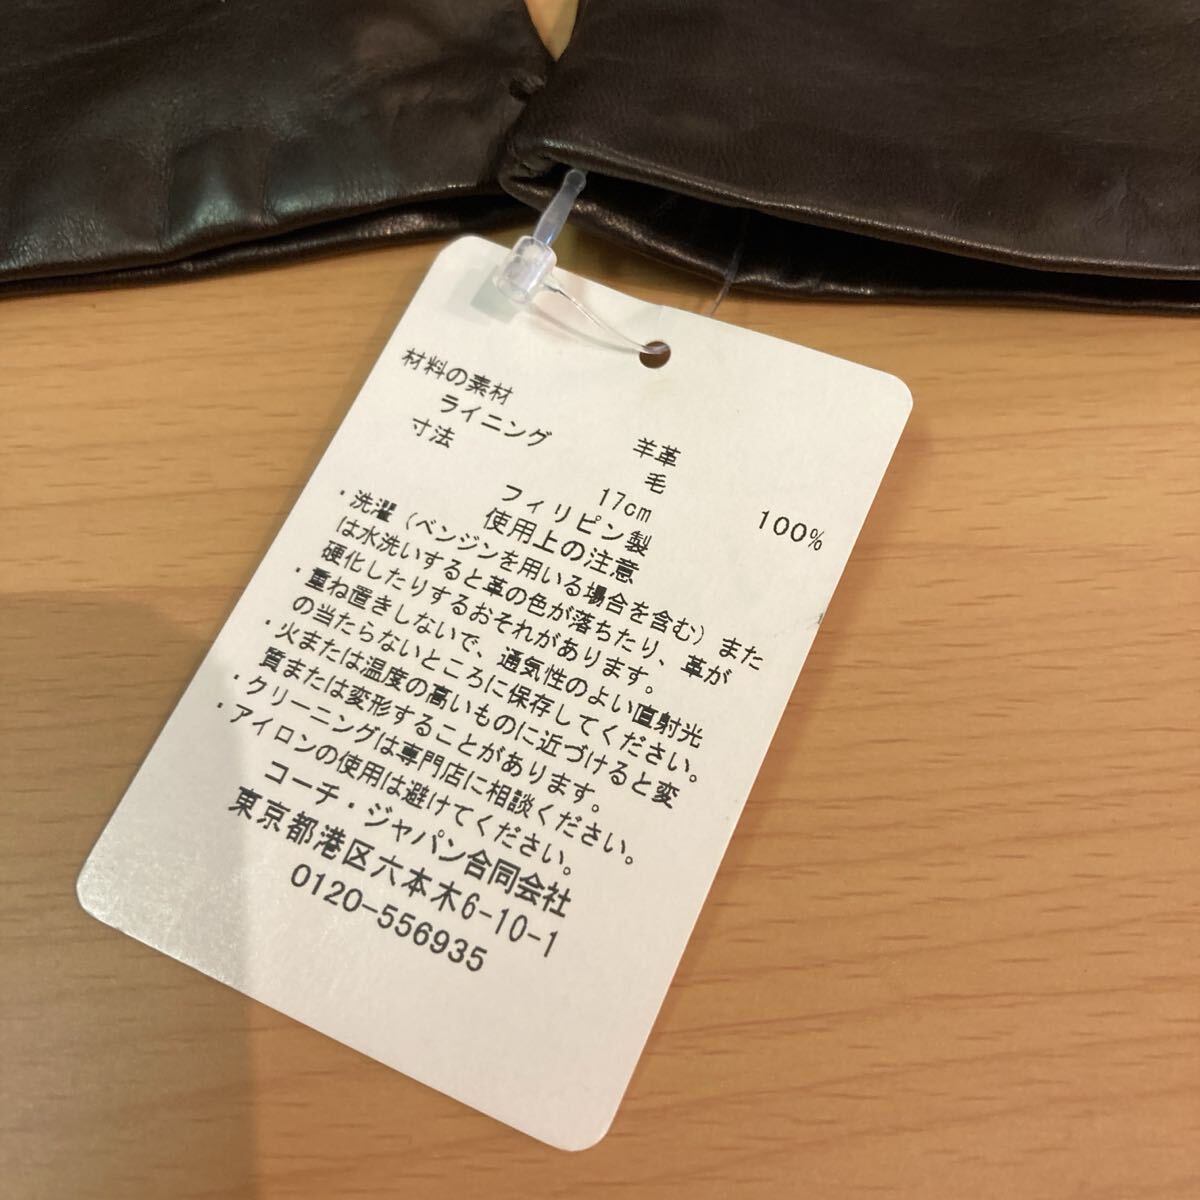 材料の素材 羊革
ライニング 毛 100%
寸法 17cm
フィリピン製
使用上の注意
・洗濯（ベンジンを用いる場合を含む）また
は水洗いすると革の色が落ちたり、革が
硬化したりするおそれがあります。
・重ね置きしないで、通気性のよい直射光
の当たらないところに保存してください。
・火または温度の高いものに近づけると変
質または変形することがあります。
・クリーニングは専門店に相談ください。
・アイロンの使用は避けてください。
コーチ・ジャパン合同会社
東京都港区六本木6-10-1
0120-556935